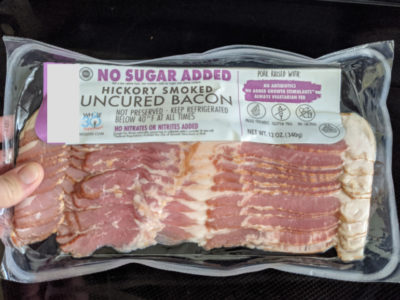 NO SUGAR ADDED
HICKORY SMOKED
UNCURED BACON
NOT PRESERVED - KEEP REFRIGERATED
BELOW 40°F AT ALL TIMES
NO NITRATES OR NITRITES ADDED
PORK RAISED WITH
NO ANTIBIOTICS
NO ADDED GROWTH STIMULANTS
ALWAYS VEGETARIAN FED
GLUTEN FREE
NET WT. 12 OZ. (340g)